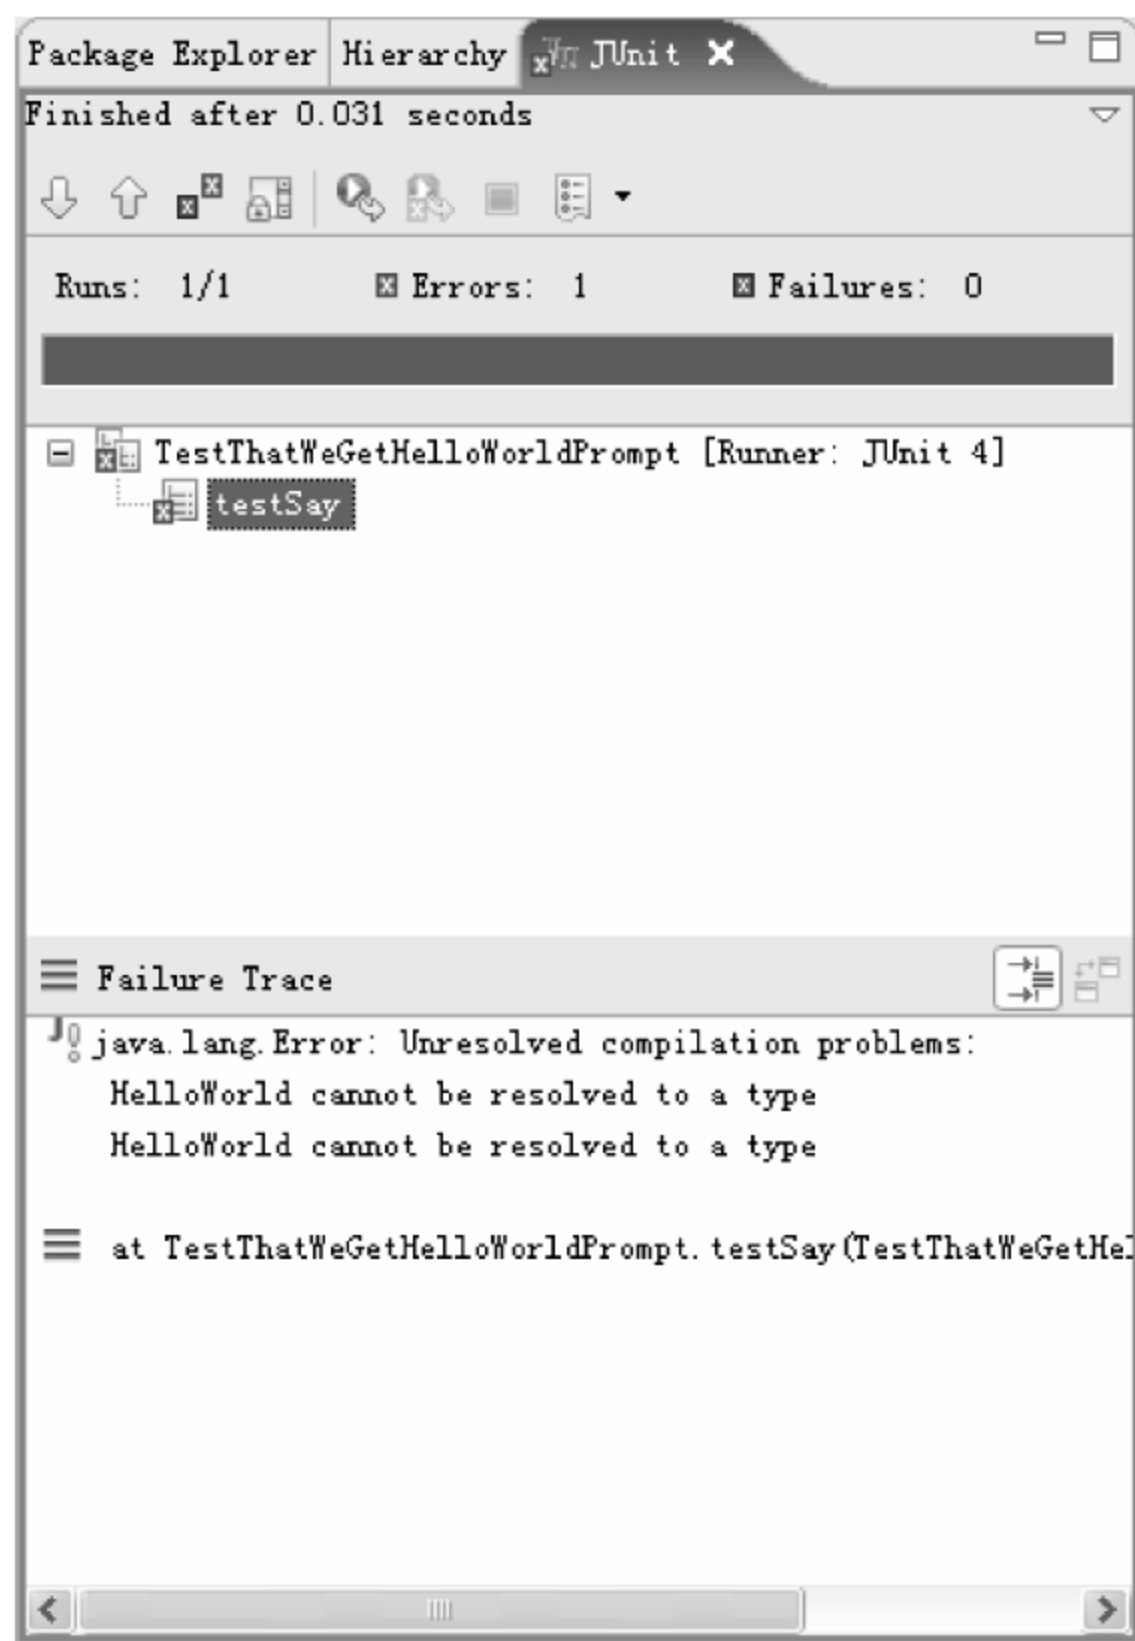 Package Explorer Hierarchy JUnit
Finished after 0.031 seconds
Runs: 1/1 Errors: 1 Failures: 0
TestThatWeGetHelloWorldPrompt [Runner: JUnit 4]
testSay
Failure Trace
java.lang.Error: Unresolved compilation problems:
HelloWorld cannot be resolved to a type
HelloWorld cannot be resolved to a type
at TestThatWeGetHelloWorldPrompt.testSay(TestThatWeGetHel